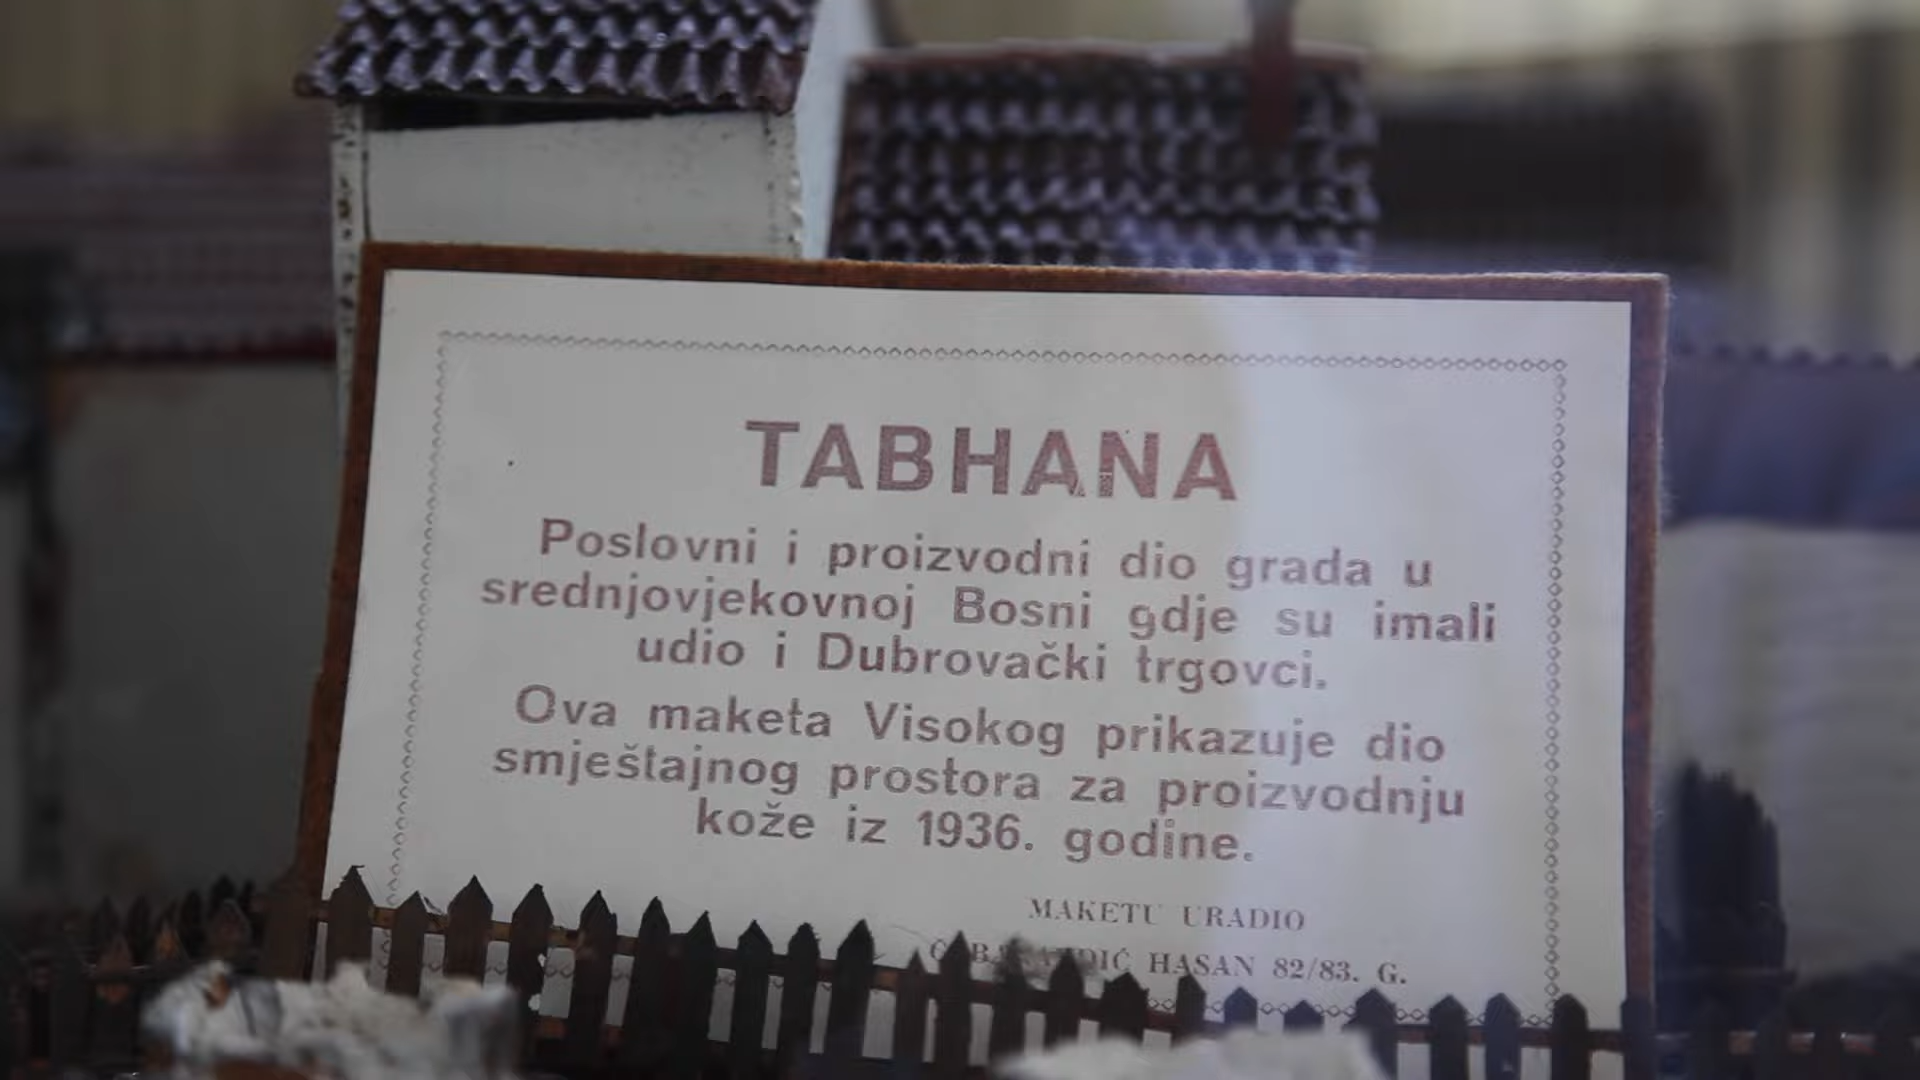 TABHANA
Poslovni i proizvodni dio grada u
srednjovjekovnoj Bosni gdje su imali
udio i Dubrovački trgovci.
Ova maketa Visokog prikazuje dio
smještajnog prostora za proizvodnju
kože iz 1936. godine.
MAKETU URADIO
HASAN 82/83. G.